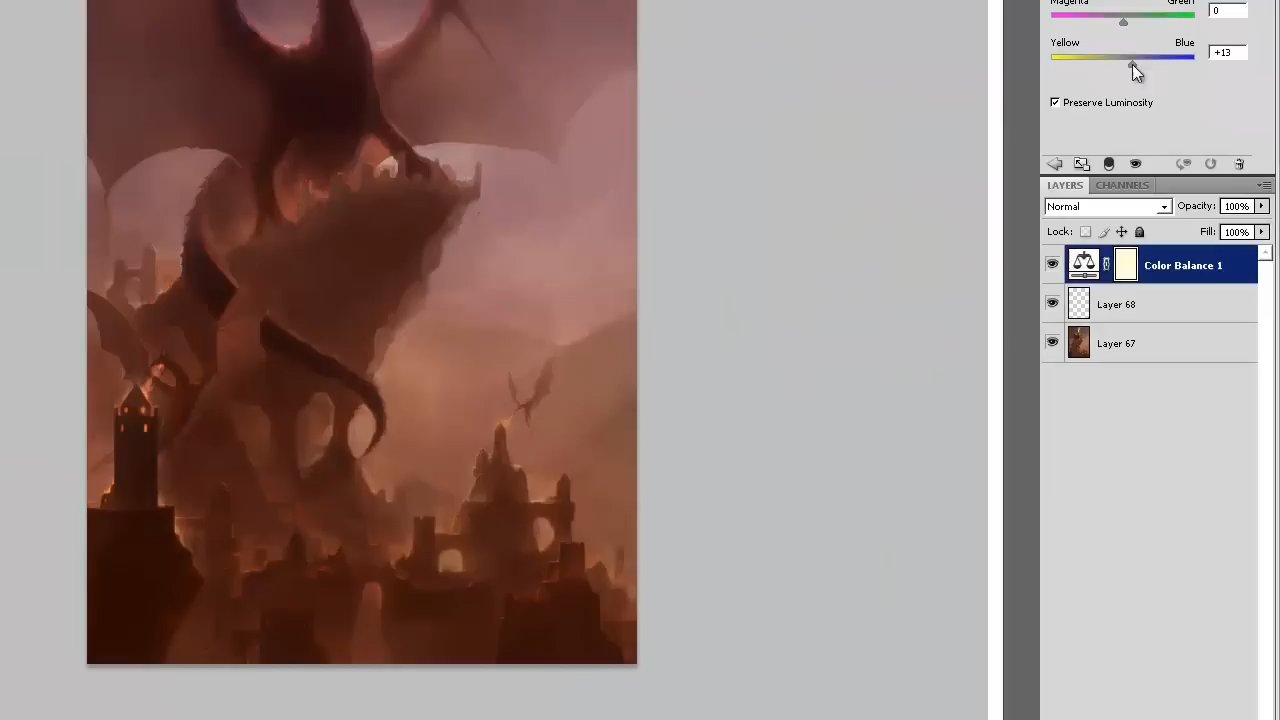 Magenta Green 0
Yellow Blue +13
Preserve Luminosity
LAYERS CHANNELS
Normal Opacity: 100%
Lock: Fill: 100%
Color Balance 1
Layer 68
Layer 67